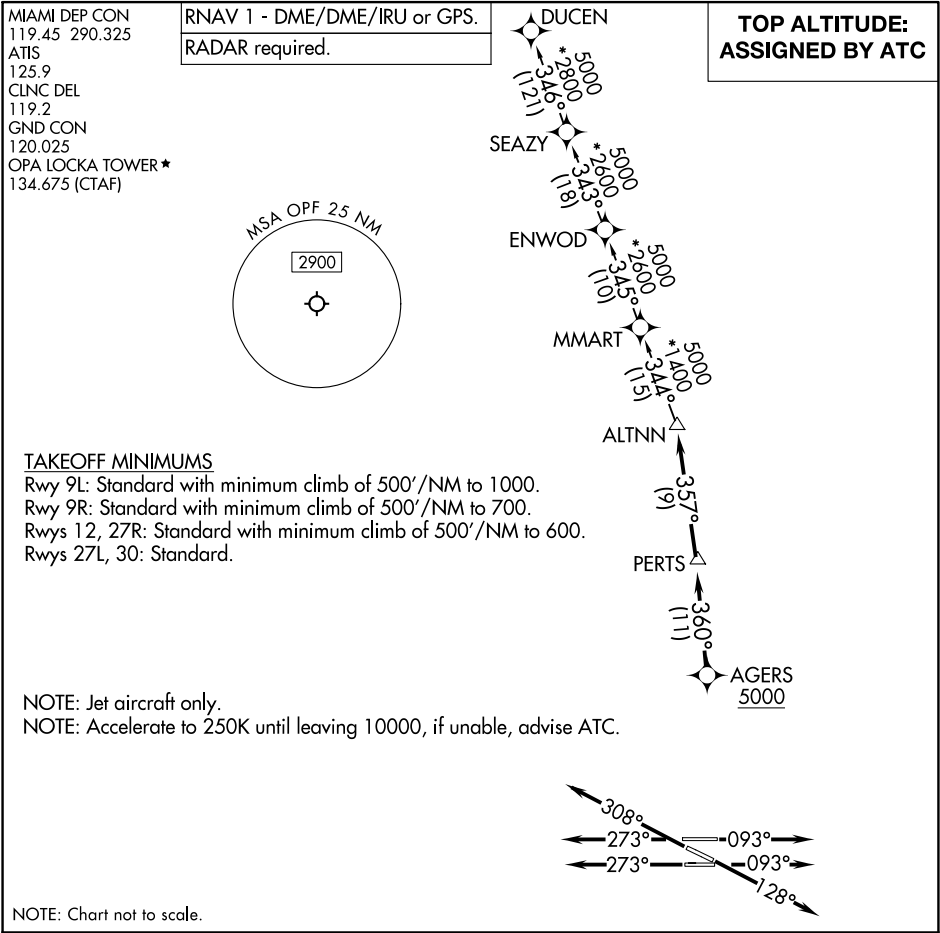 MIAMI DEP CON
119.45 290.325
ATIS
125.9
CLNC DEL
119.2
GND CON
120.025
OPA LOCKA TOWER★
134.675 (CTAF)
RNAV 1 - DME/DME/IRU or GPS.
RADAR required.
TOP ALTITUDE:
ASSIGNED BY ATC
DUCEN
5000
*2800
346°
(121)
SEAZY
5000
*2600
343°
(18)
ENWOD
5000
*2600
345°
(10)
MMART
5000
*1400
344°
(15)
ALTNN
357°
(9)
PERTS
360°
(11)
AGERS
5000
MSA OPF 25 NM
2900
TAKEOFF MINIMUMS
Rwy 9L: Standard with minimum climb of 500'/NM to 1000.
Rwy 9R: Standard with minimum climb of 500'/NM to 700.
Rwys 12, 27R: Standard with minimum climb of 500'/NM to 600.
Rwys 27L, 30: Standard.
NOTE: Jet aircraft only.
NOTE: Accelerate to 250K until leaving 10000, if unable, advise ATC.
308°
273° 093°
273° 093°
128°
NOTE: Chart not to scale.